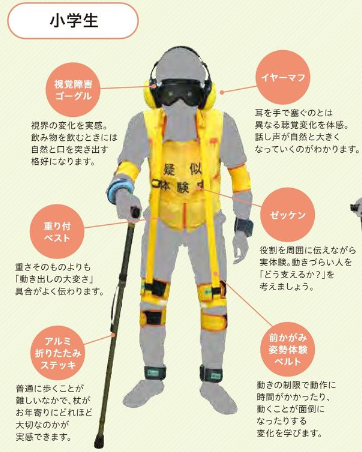 小学生
視覚障害
ゴーグル
視界の変化を実感。
飲み物を飲むときには
自然と口を突き出す
格好になります。
イヤーマフ
耳を手で塞ぐのとは
異なる聴覚変化を体感。
話し声が自然と大きく
なっていくのがわかります。
疑似
体験中
重り付
ベスト
重さそのものよりも
「動き出しの大変さ」
具合がよく伝わります。
ゼッケン
役割を周囲に伝えながら
実体験。動きづらい人を
「どう支えるか?」を
考えましょう。
アルミ
折りたたみ
ステッキ
普通に歩くことが
難しいなかで、杖が
お年寄りにどれほど
大切なのかが
実感できます。
前かがみ
姿勢体験
ベルト
動きの制限で動作に
時間がかかったり、
動くことが面倒に
なったりする
変化を学びます。